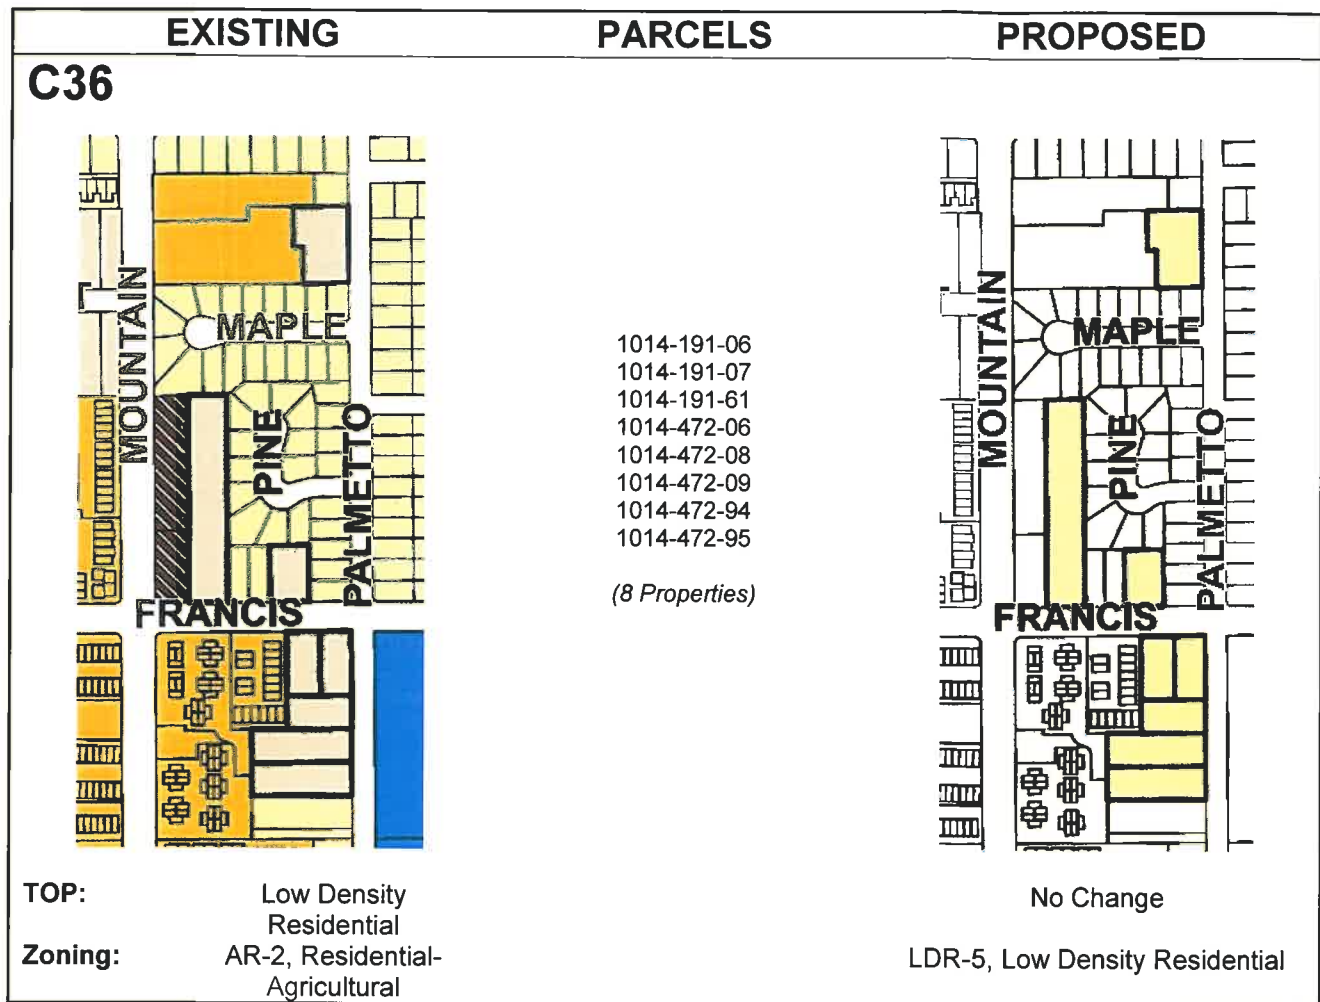 EXISTING PARCELS PROPOSED
C36
MOUNTAIN
MAPLE
PINE
PALMETTO
FRANCIS
1014-191-06
1014-191-07
1014-191-61
1014-472-06
1014-472-08
1014-472-09
1014-472-94
1014-472-95
(8 Properties)
MOUNTAIN
MAPLE
PINE
PALMETTO
FRANCIS
TOP: Low Density
Residential
No Change
Zoning: AR-2, Residential-
Agricultural
LDR-5, Low Density Residential